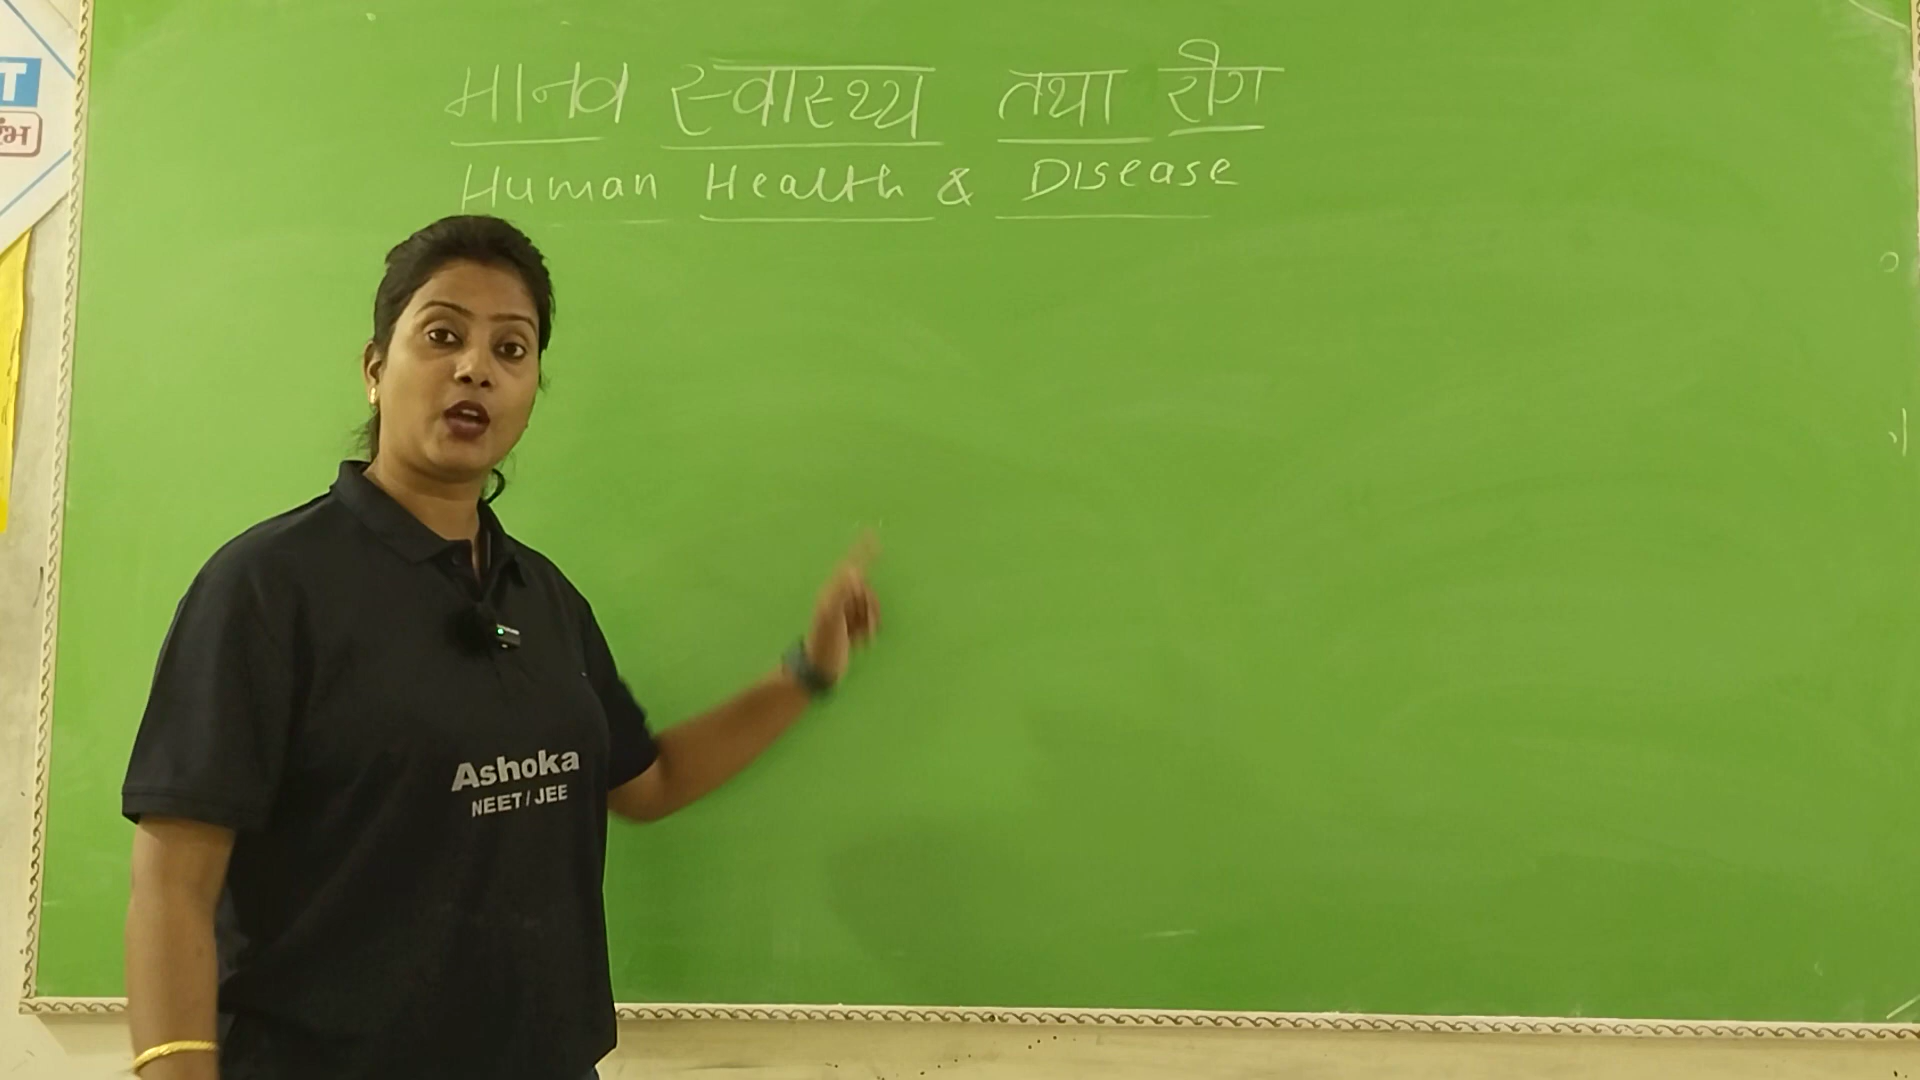 मानव स्वास्थ्य तथा रोग
Human Health & Disease
Ashoka
NEET / JEE
T